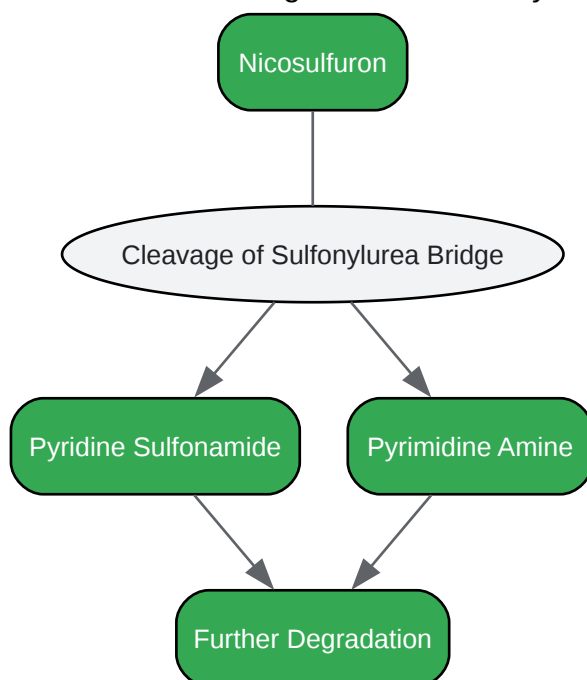 Nicosulfuron
Cleavage of Sulfonylurea Bridge
Pyridine Sulfonamide
Pyrimidine Amine
Further Degradation